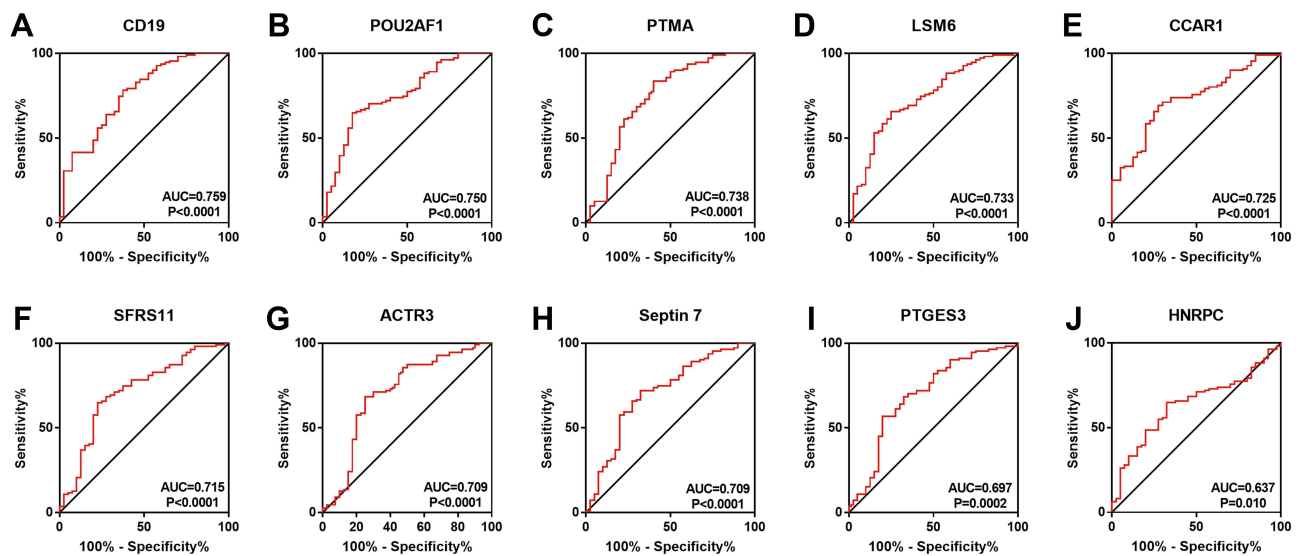 A
CD19
100
50
0
Sensitivity%
AUC=0.759
P<0.0001
0 50 100
100% - Specificity%
B
POU2AF1
100
50
0
Sensitivity%
AUC=0.750
P<0.0001
0 50 100
100% - Specificity%
C
PTMA
100
50
0
Sensitivity%
AUC=0.738
P<0.0001
0 50 100
100% - Specificity%
D
LSM6
100
50
0
Sensitivity%
AUC=0.733
P<0.0001
0 50 100
100% - Specificity%
E
CCAR1
100
50
0
Sensitivity%
AUC=0.725
P<0.0001
0 50 100
100% - Specificity%
F
SFRS11
100
50
0
Sensitivity%
AUC=0.715
P<0.0001
0 50 100
100% - Specificity%
G
ACTR3
100
50
0
Sensitivity%
AUC=0.709
P<0.0001
0 20 40 60 80 100
100% - Specificity%
H
Septin 7
100
50
0
Sensitivity%
AUC=0.709
P<0.0001
0 50 100
100% - Specificity%
I
PTGES3
100
50
0
Sensitivity%
AUC=0.697
P=0.0002
0 50 100
100% - Specificity%
J
HNRPC
100
50
0
Sensitivity%
AUC=0.637
P=0.010
0 50 100
100% - Specificity%